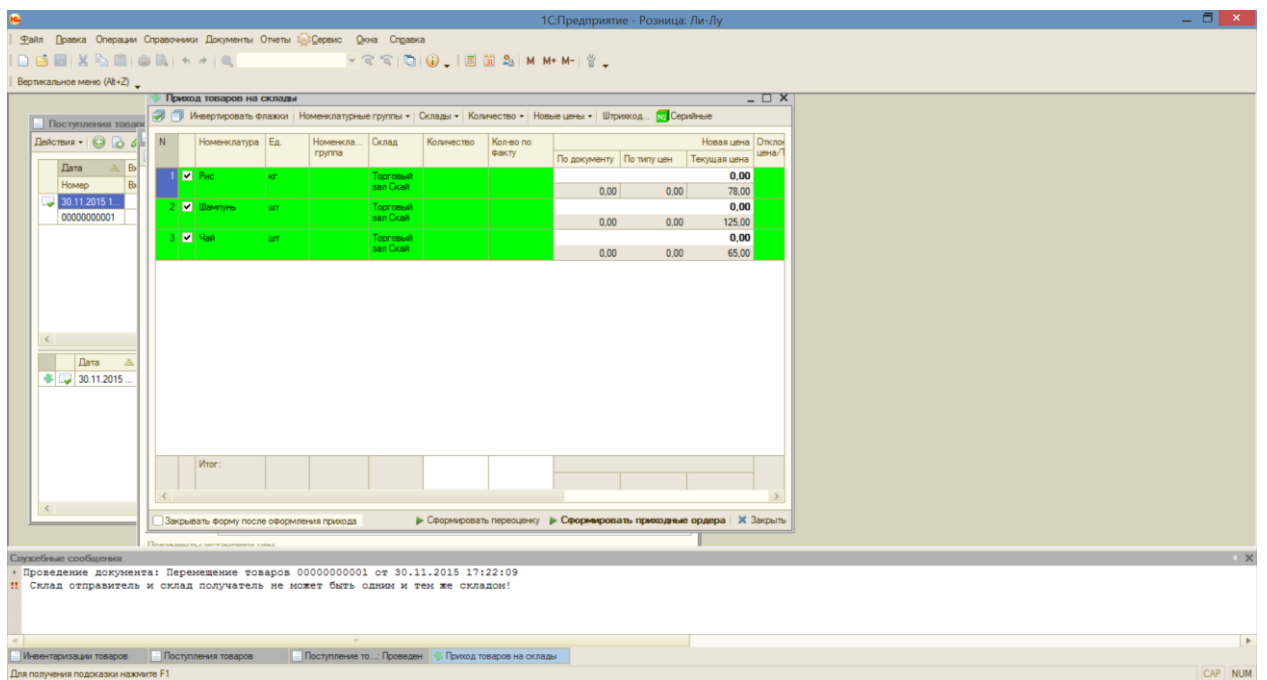 1С:Предприятие - Розница: Ли-Лу
Файл Правка Операции Справочники Документы Отчеты Сервис Окна Справка
M M+ M-
Вертикальное меню (Alt+Z)
Приход товаров на склады
Поступления
Инвертировать флажки Номенклатурные группы Склады Количество Новые цены Штрихкод... Серийные
Действия
N Номенклатура Ед. Номенкла... группа Склад Количество Кол-во по факту Новая цена
По документу По типу цен Текущая цена
Дата
Номер
30.11.2015 1...
00000000001
1 Рис кг Торговый зал Скай 0,00
0,00 0,00 78,00
2 Шампунь шт Торговый зал Скай 0,00
0,00 0,00 125,00
3 Чай шт Торговый зал Скай 0,00
0,00 0,00 65,00
Дата
30.11.2015 ...
Итог:
Закрывать форму после оформления прихода Сформировать переоценку Сформировать приходные ордера Закрыть
Служебные сообщения
Проведение документа: Перемещение товаров 00000000001 от 30.11.2015 17:22:09
!! Склад отправитель и склад получатель не может быть одним и тем же складом!
Инвентаризации товаров Поступления товаров Поступление то...: Проведен Приход товаров на склады
Для получения подсказки нажмите F1 CAP NUM